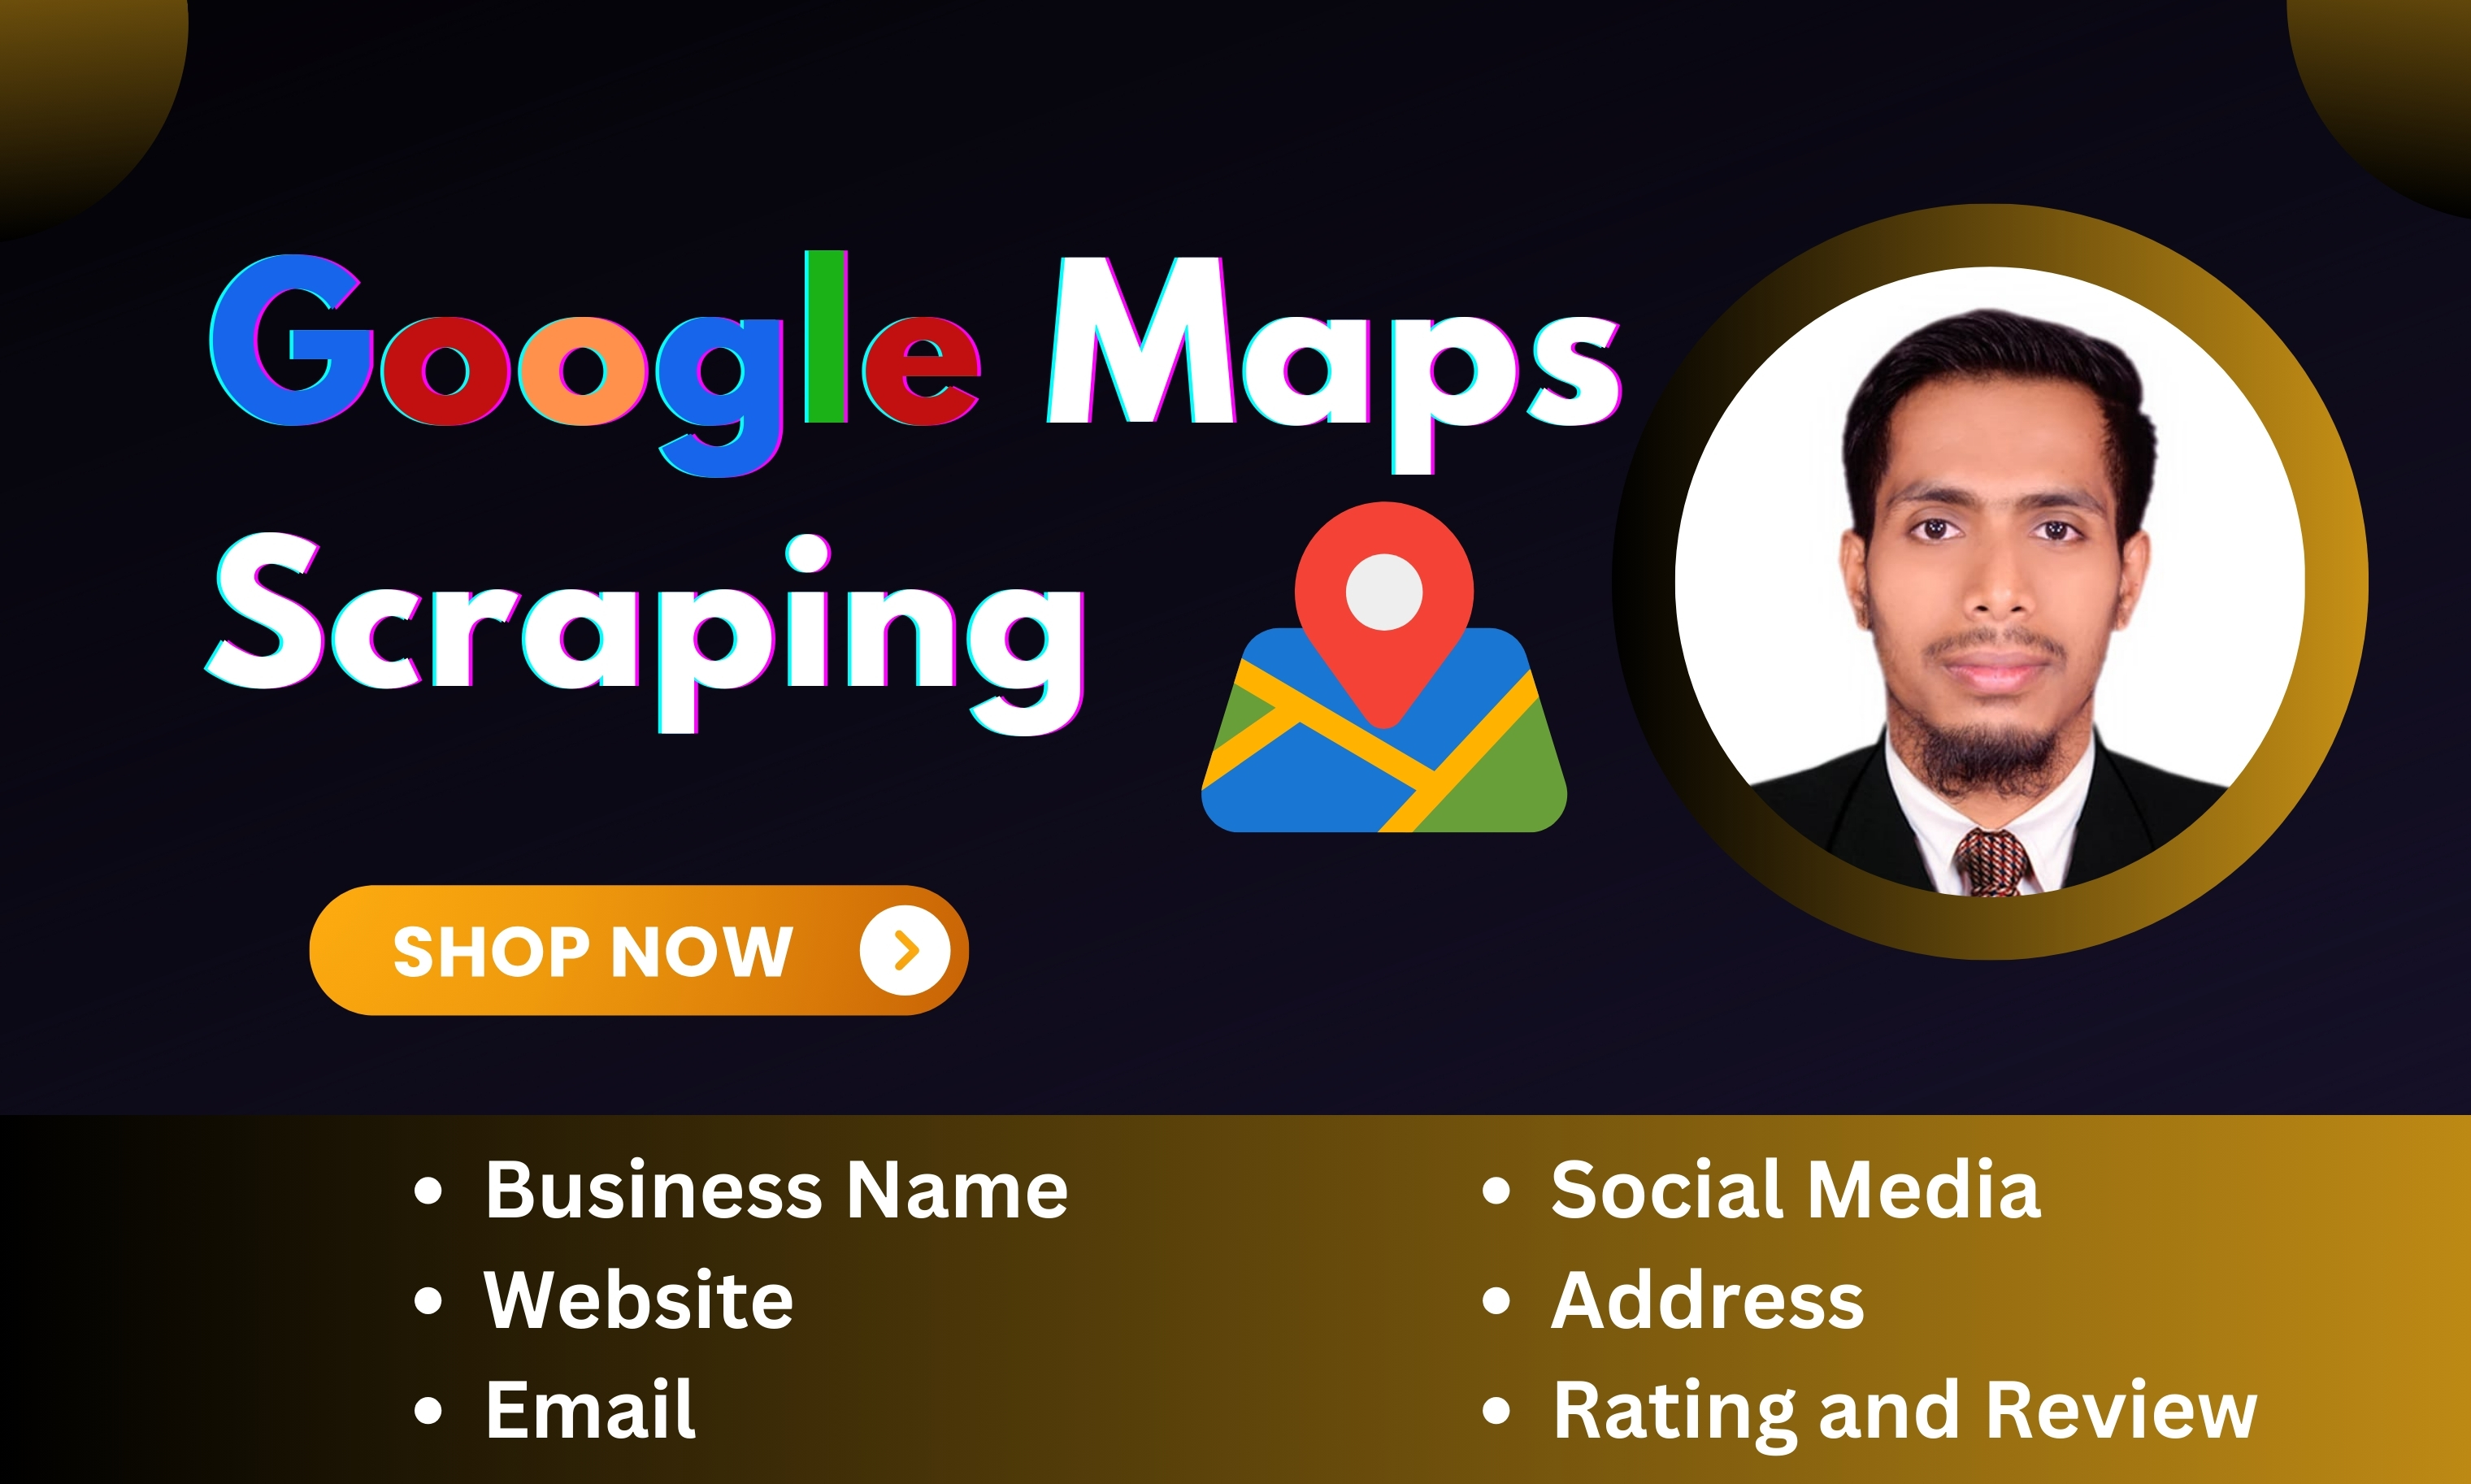 Google Maps
Scraping
SHOP NOW
• Business Name
• Website
• Email
• Social Media
• Address
• Rating and Review